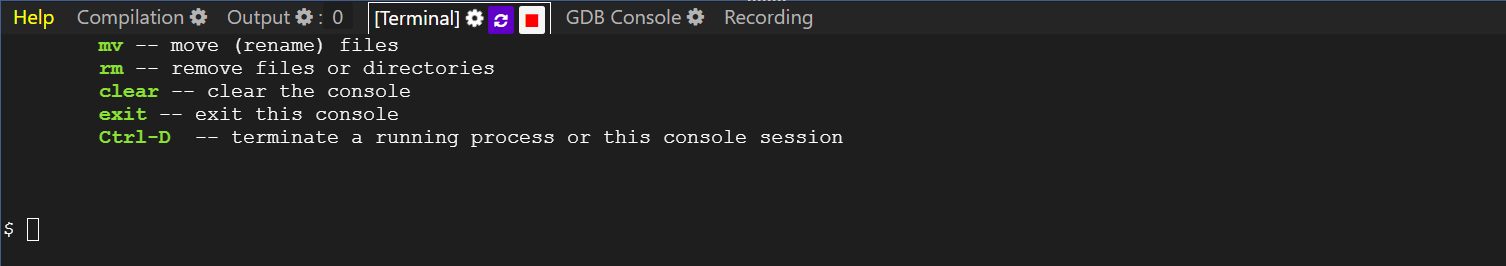 Help Compilation Output : 0 [Terminal] GDB Console Recording
mv -- move (rename) files
rm -- remove files or directories
clear -- clear the console
exit -- exit this console
Ctrl-D  -- terminate a running process or this console session
$